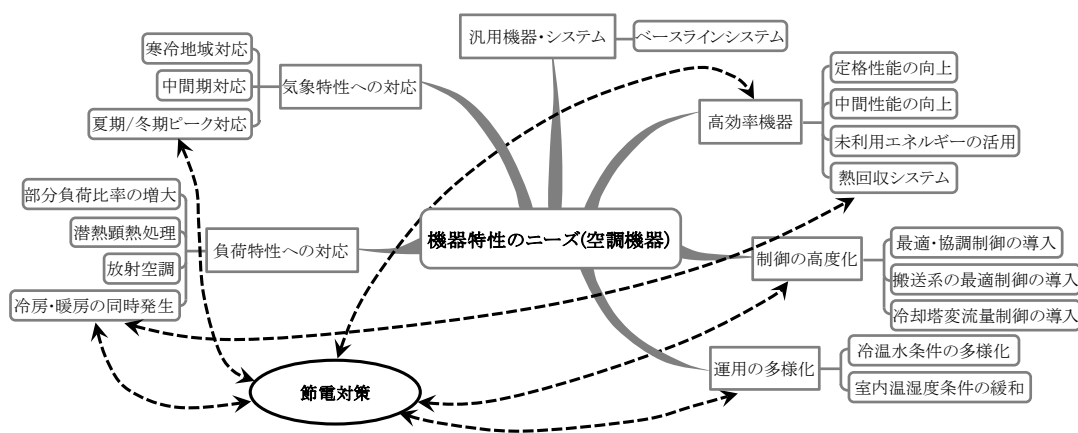 汎用機器・システム
ベースラインシステム
寒冷地域対応
中間期対応
夏期/冬期ピーク対応
気象特性への対応
高効率機器
定格性能の向上
中間性能の向上
未利用エネルギーの活用
熱回収システム
部分負荷比率の増大
潜熱顕熱処理
放射空調
冷房・暖房の同時発生
負荷特性への対応
機器特性のニーズ(空調機器)
制御の高度化
最適・協調制御の導入
搬送系の最適制御の導入
冷却塔変流量制御の導入
運用の多様化
冷温水条件の多様化
室内温湿度条件の緩和
節電対策